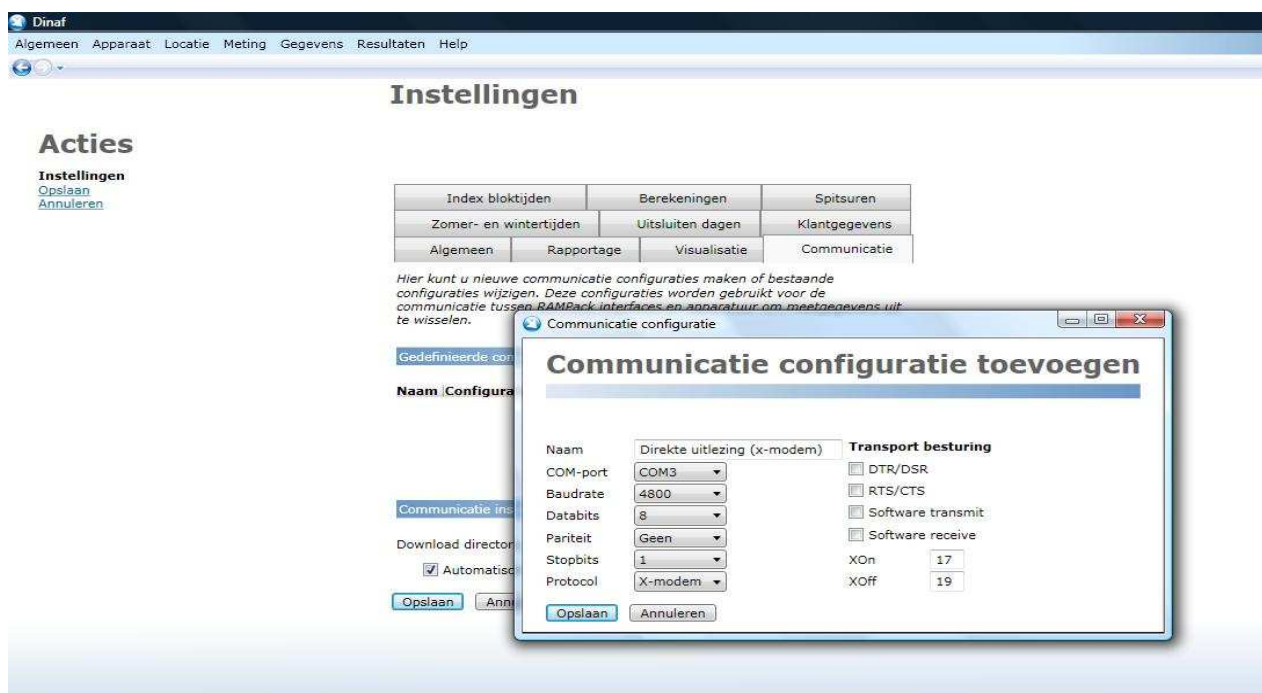 Dinaf
Algemeen Apparaat Locatie Meting Gegevens Resultaten Help
Instellingen
Acties
Instellingen
Opslaan
Annuleren
Index bloktijden Berekeningen Spitsuren
Zomer- en wintertijden Uitsluiten dagen Klantgegevens
Algemeen Rapportage Visualisatie Communicatie
Hier kunt u nieuwe communicatie configuraties maken of bestaande
configuraties wijzigen. Deze configuraties worden gebruikt voor de
communicatie tussen RAMPack interfaces en apparatuur om meetgegevens uit
te wisselen.
Gedefinieerde con
Naam Configura
Communicatie ins
Download director
Automatisc
Opslaan Ann
Communicatie configuratie
Communicatie configuratie toevoegen
Naam Direkte uitlezing (x-modem)
COM-port COM3
Baudrate 4800
Databits 8
Pariteit Geen
Stopbits 1
Protocol X-modem
Opslaan Annuleren
Transport besturing
DTR/DSR
RTS/CTS
Software transmit
Software receive
XOn 17
XOff 19